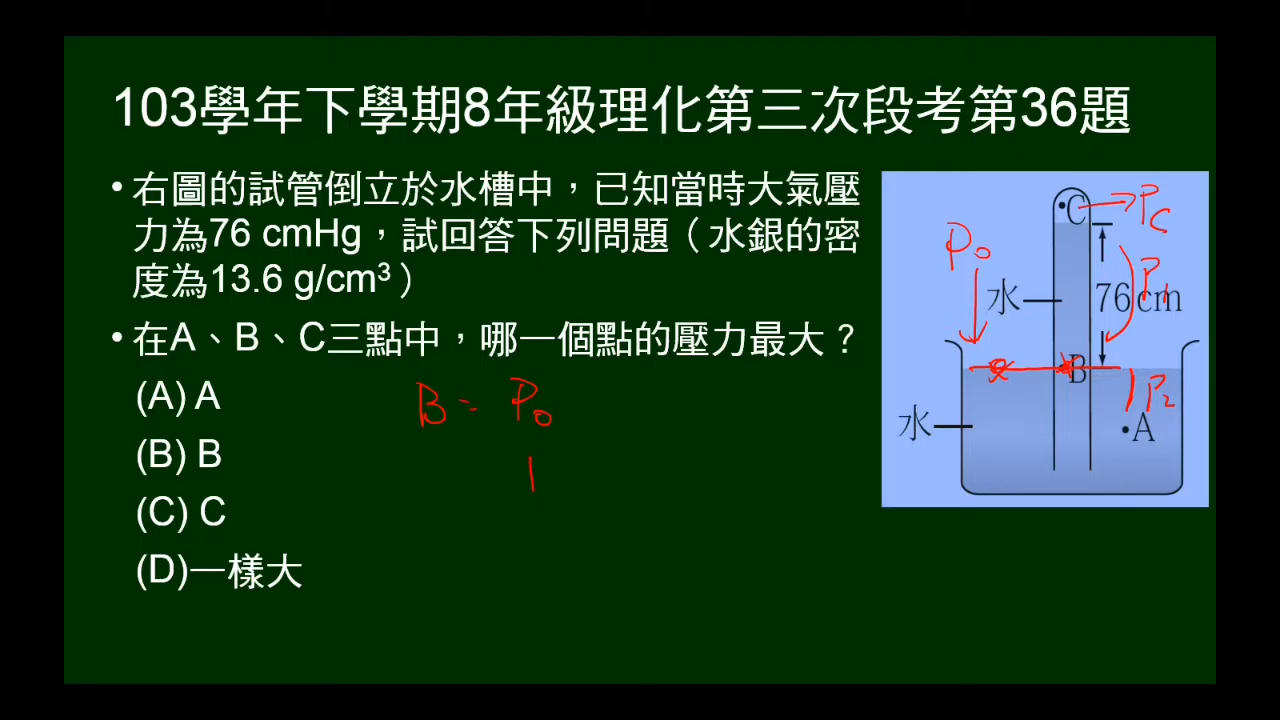 103學年下學期8年級理化第三次段考第36題
• 右圖的試管倒立於水槽中，已知當時大氣壓
力為76 cmHg，試回答下列問題（水銀的密
度為13.6 g/cm³）
• 在A、B、C三點中，哪一個點的壓力最大？
(A) A
(B) B
(C) C
(D)一樣大
B = P₀
C
P_C
P₀
水
76 cm
P₁
B
P₂
水
A